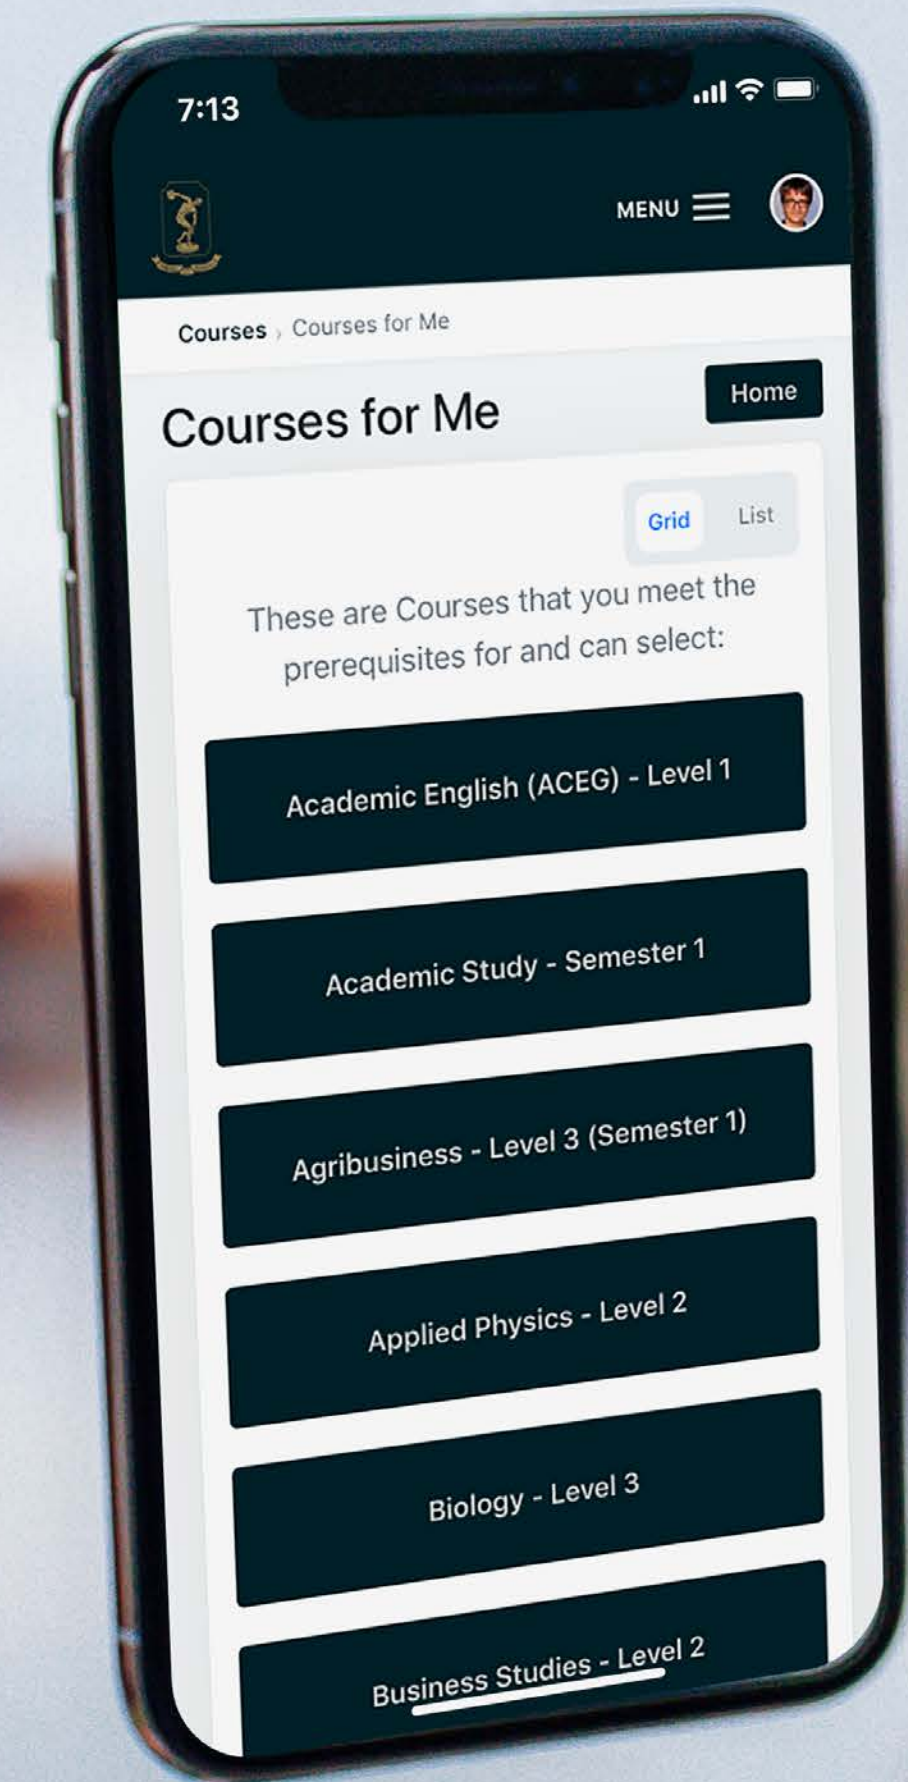 7:13
MENU
Courses › Courses for Me
Courses for Me
Home
Grid
List
These are Courses that you meet the
prerequisites for and can select:
Academic English (ACEG) - Level 1
Academic Study - Semester 1
Agribusiness - Level 3 (Semester 1)
Applied Physics - Level 2
Biology - Level 3
Business Studies - Level 2